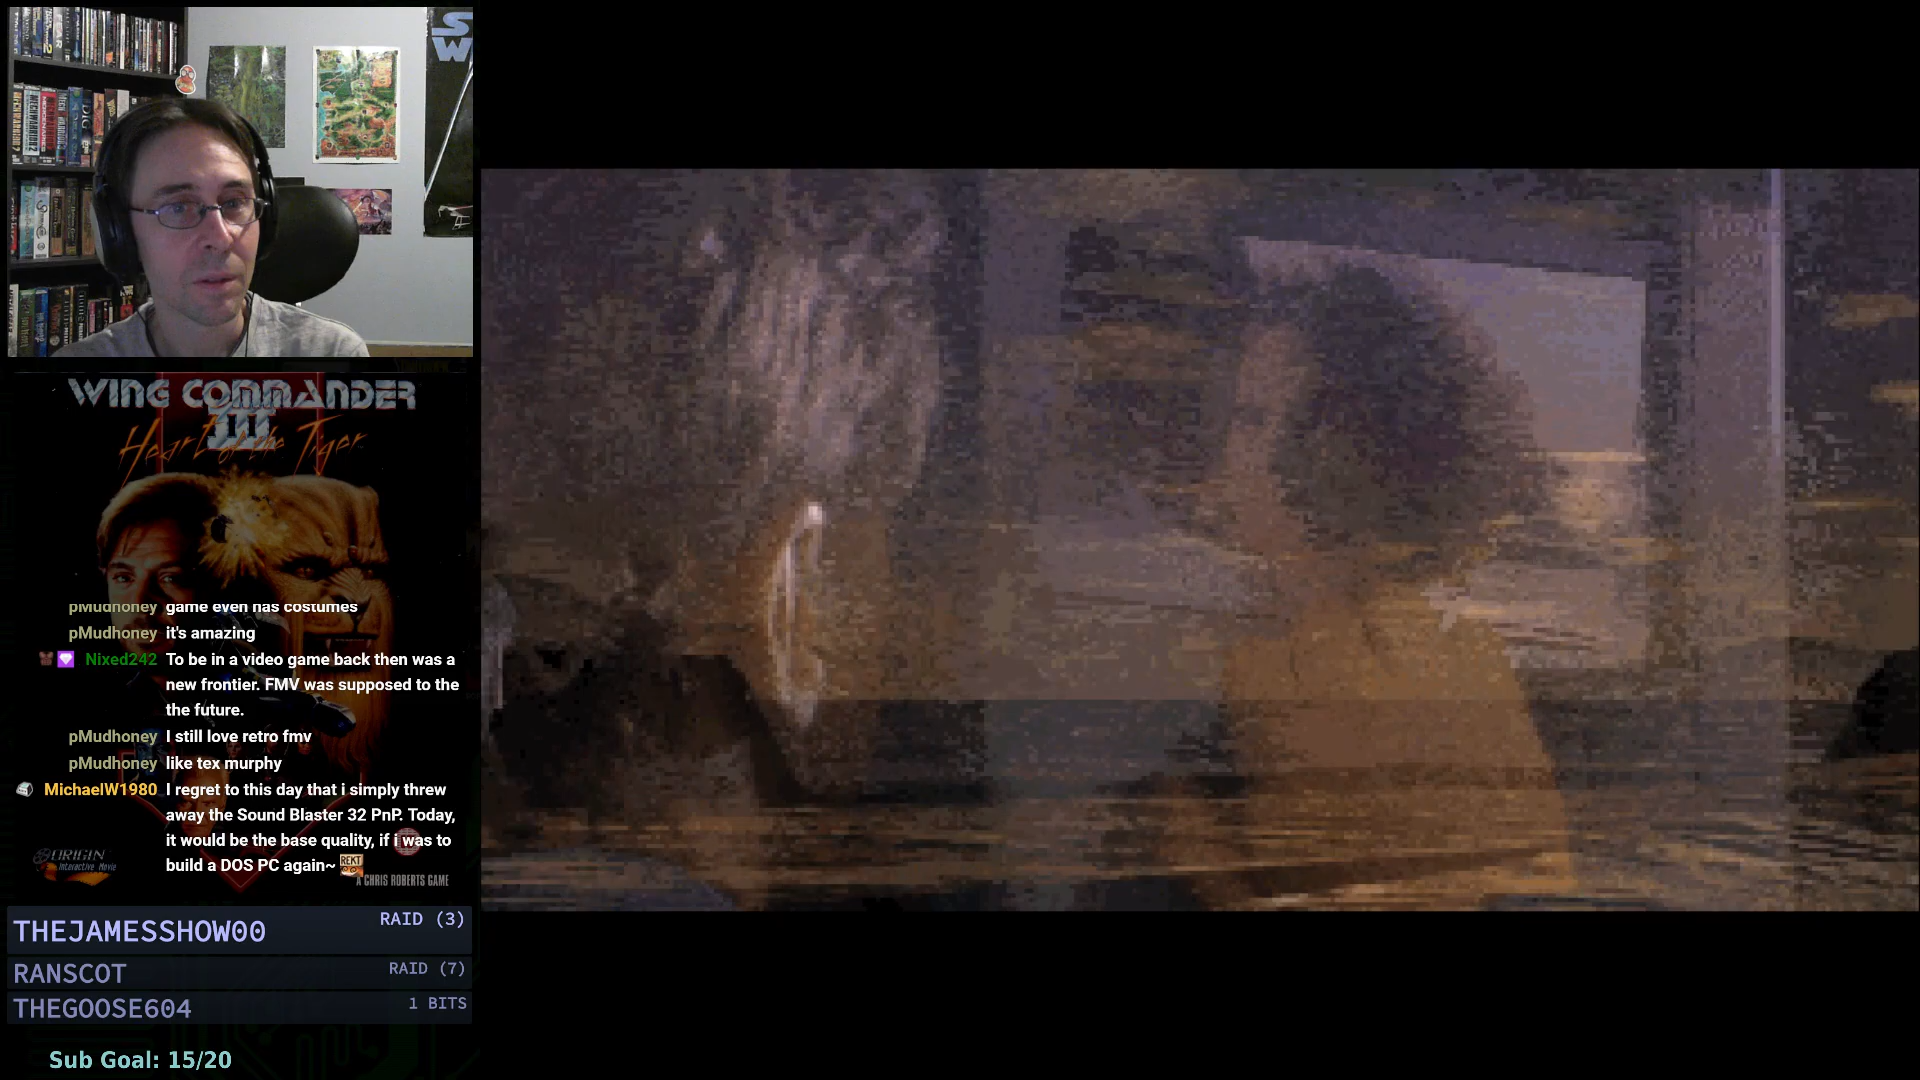 S
W
WING COMMANDER
III
Heart of the Tiger
pMudhoney game even has costumes
pMudhoney it's amazing
Nixed242 To be in a video game back then was a
new frontier. FMV was supposed to the
the future.
pMudhoney I still love retro fmv
pMudhoney like tex murphy
MichaelW1980 I regret to this day that i simply threw
away the Sound Blaster 32 PnP. Today,
it would be the base quality, if i was to
build a DOS PC again~ REKT
ORIGIN
Interactive Movie
A CHRIS ROBERTS GAME
THEJAMESSHOW00 RAID (3)
RANSCOT RAID (7)
THEGOOSE604 1 BITS
Sub Goal: 15/20